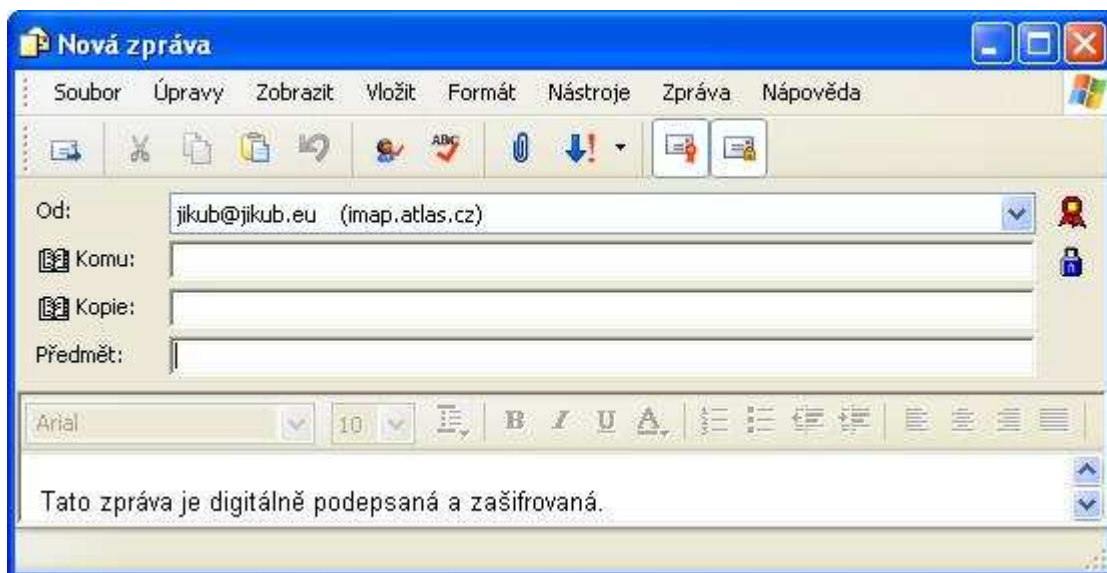 Nová zpráva
Soubor Úpravy Zobrazit Vložit Formát Nástroje Zpráva Nápověda
ABC
Od: jikub@jikub.eu (imap.atlas.cz)
Komu:
Kopie:
Předmět:
Arial 10 B I U A
Tato zpráva je digitálně podepsaná a zašifrovaná.